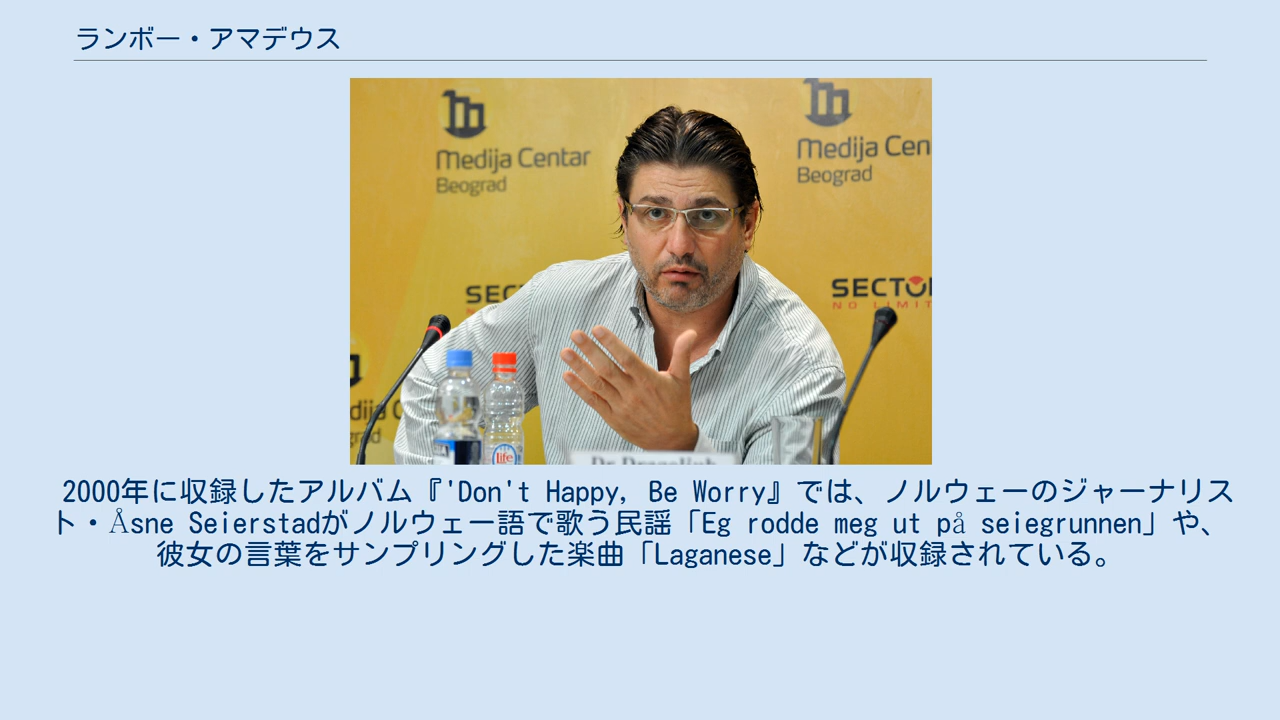 ランボー・アマデウス
Medija Centar
Beograd
Medija Cen
Beograd
SEC
SECTO
NO LIMIT
dija C
grad
life
2000年に収録したアルバム『'Don't Happy, Be Worry』では、ノルウェーのジャーナリス
ト・Åsne Seierstadがノルウェー語で歌う民謡「Eg rodde meg ut på seiegrunnen」や、
彼女の言葉をサンプリングした楽曲「Laganese」などが収録されている。